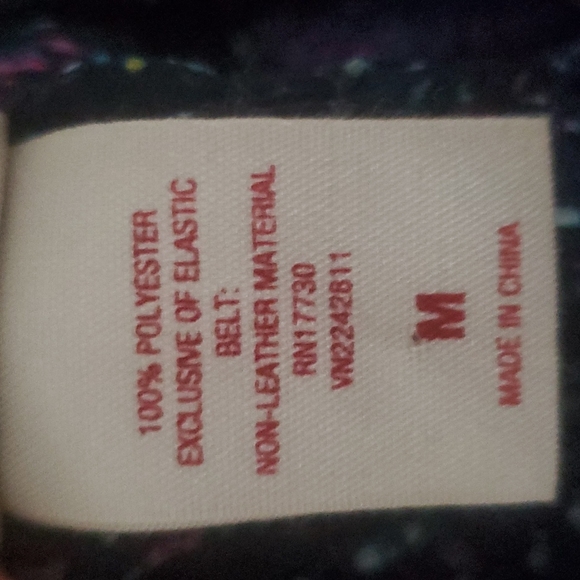 100% POLYESTER
EXCLUSIVE OF ELASTIC
BELT:
NON-LEATHER MATERIAL
RN17730
VN2242811
M
MADE IN CHINA